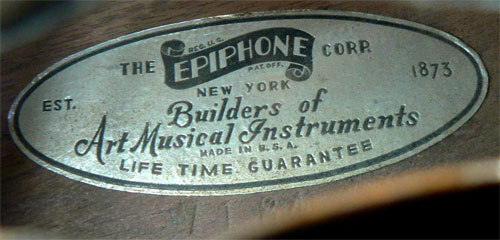 REG. U.S.
THE EPIPHONE CORP.
PAT. OFF.
EST. NEW YORK 1873
Builders of
Art Musical Instruments
MADE IN U.S.A.
LIFE TIME GUARANTEE